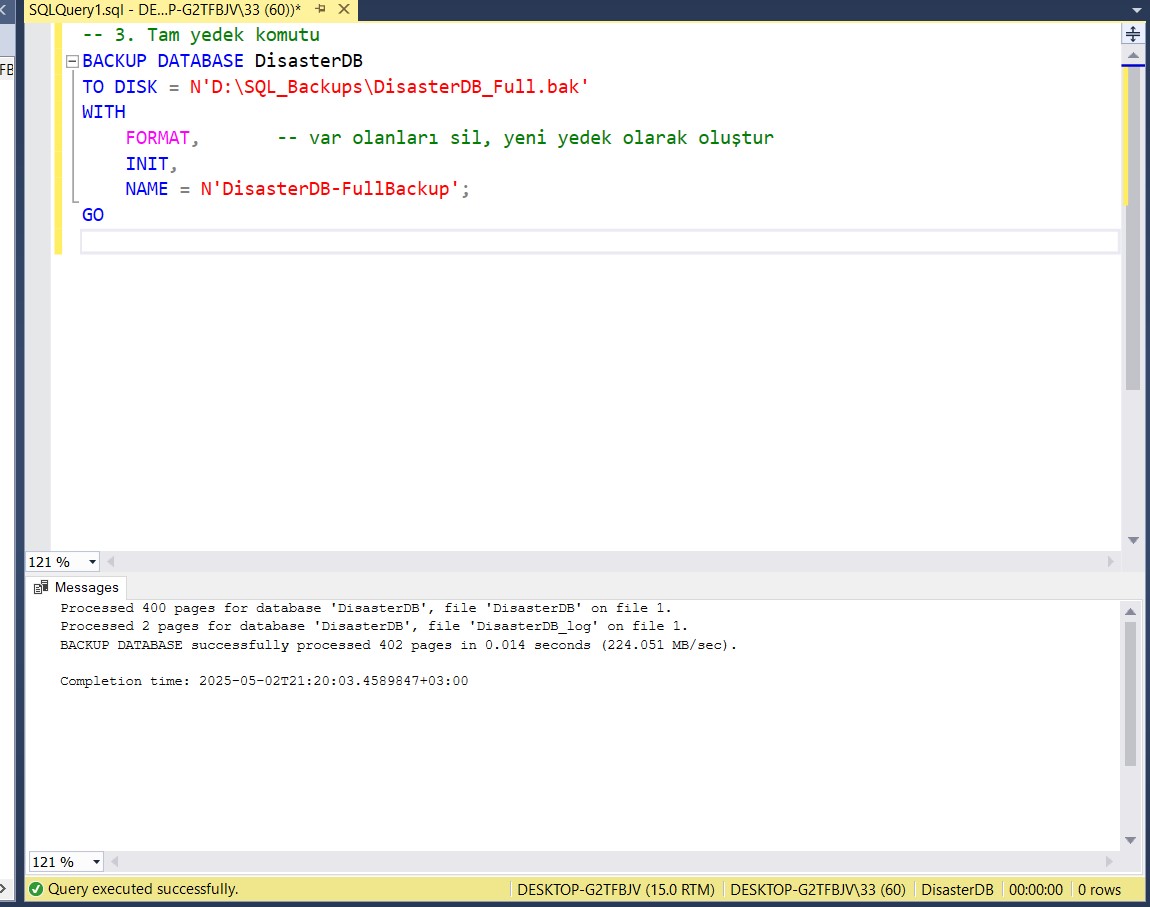 SQLQuery1.sql - DE...P-G2TFBJV\33 (60))*
FB
-- 3. Tam yedek komutu
BACKUP DATABASE DisasterDB
TO DISK = N'D:\SQL_Backups\DisasterDB_Full.bak'
WITH
FORMAT, -- var olanları sil, yeni yedek olarak oluştur
INIT,
NAME = N'DisasterDB-FullBackup';
GO
121 %
Messages
Processed 400 pages for database 'DisasterDB', file 'DisasterDB' on file 1.
Processed 2 pages for database 'DisasterDB', file 'DisasterDB_log' on file 1.
BACKUP DATABASE successfully processed 402 pages in 0.014 seconds (224.051 MB/sec).
Completion time: 2025-05-02T21:20:03.4589847+03:00
121 %
Query executed successfully. DESKTOP-G2TFBJV (15.0 RTM) DESKTOP-G2TFBJV\33 (60) DisasterDB 00:00:00 0 rows